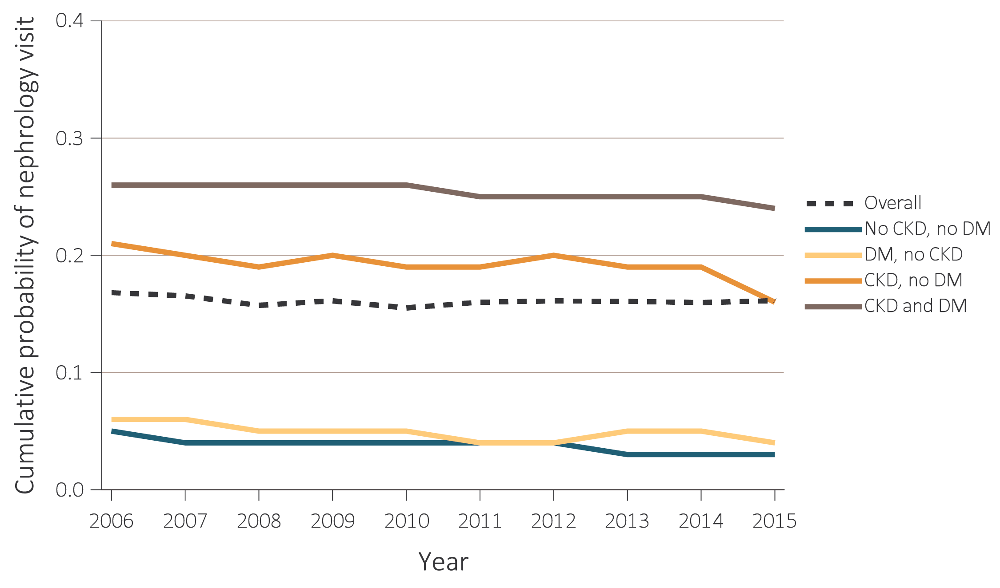 Cumulative probability of nephrology visit
0.4
0.3
0.2
0.1
0.0
2006 2007 2008 2009 2010 2011 2012 2013 2014 2015
Year
Overall
No CKD, no DM
DM, no CKD
CKD, no DM
CKD and DM